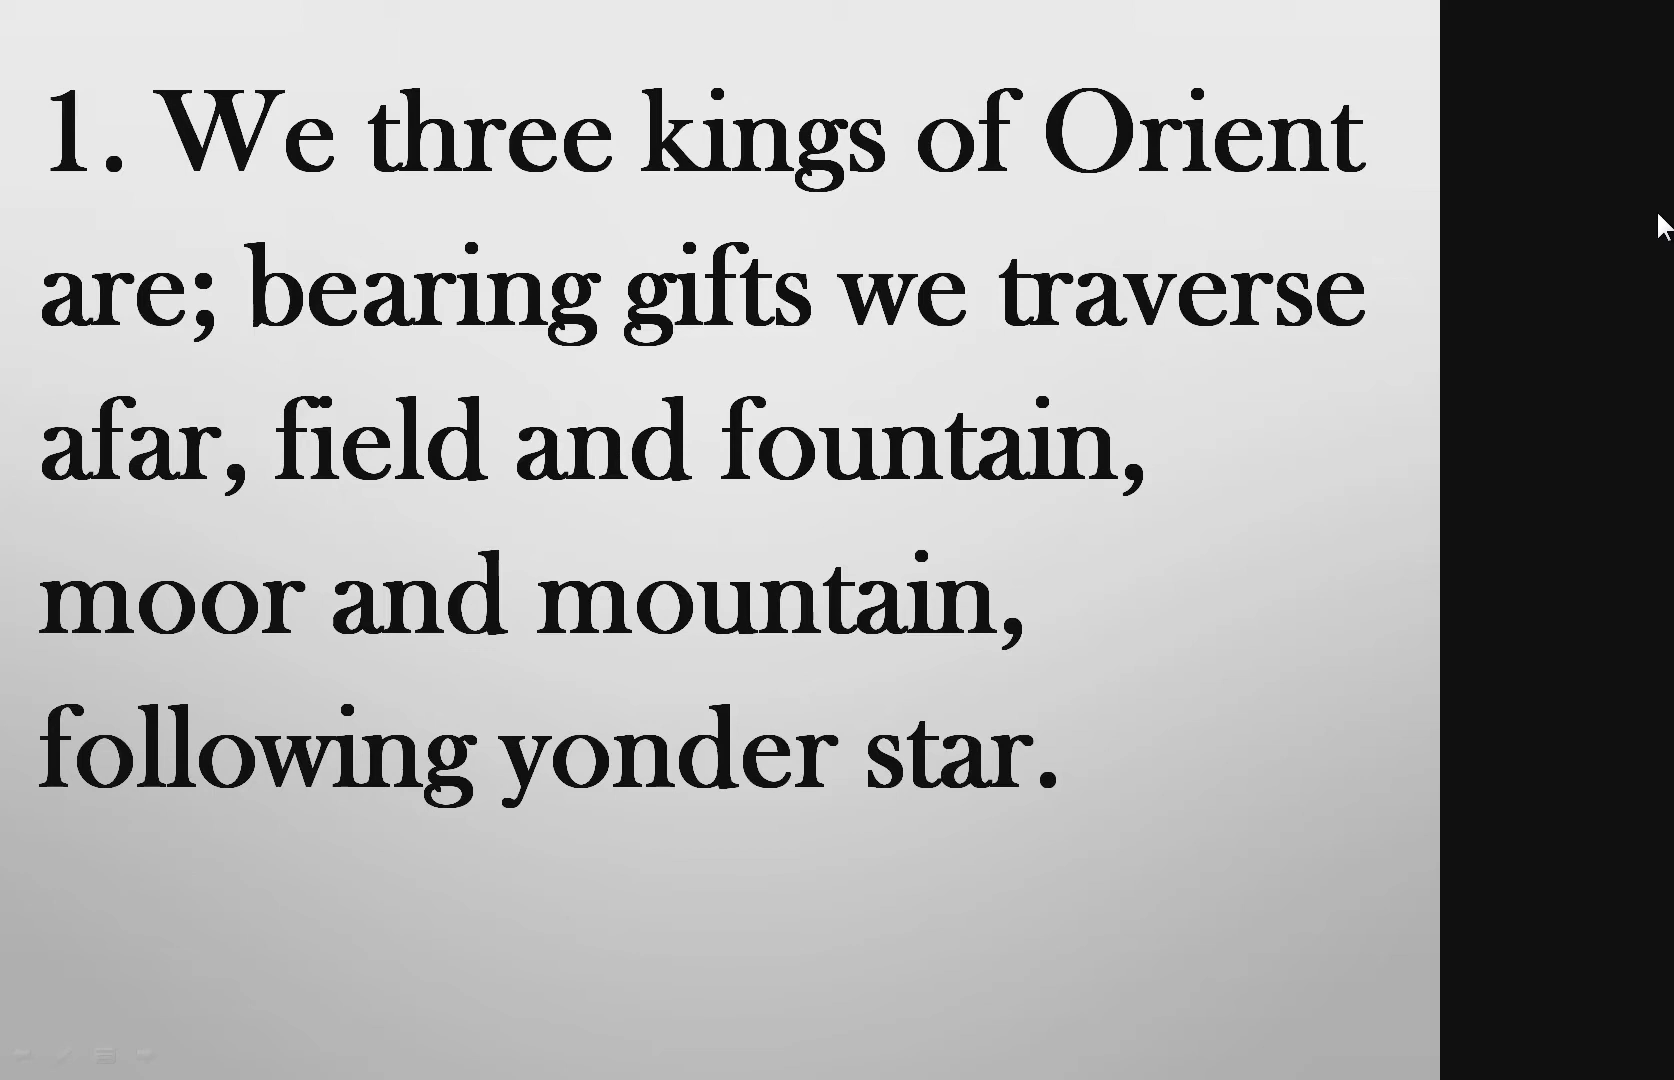 1. We three kings of Orient
are; bearing gifts we traverse
afar, field and fountain,
moor and mountain,
following yonder star.